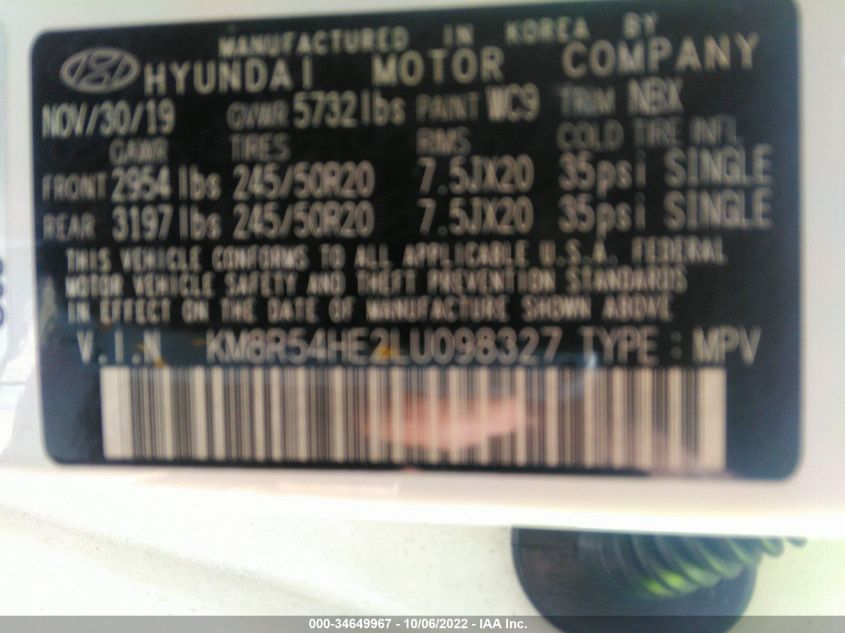 MANUFACTURED IN KOREA BY
HYUNDAI MOTOR COMPANY
NOV/30/19 GVWR 5732 lbs PAINT WC9 TRIM NBX
GAWR TIRES RIMS COLD TIRE INFL
FRONT 2954 lbs 245/50R20 7.5JX20 35psi SINGLE
REAR 3197 lbs 245/50R20 7.5JX20 35psi SINGLE
THIS VEHICLE CONFORMS TO ALL APPLICABLE U.S.A. FEDERAL
MOTOR VEHICLE SAFETY AND THEFT PREVENTION STANDARDS
IN EFFECT ON THE DATE OF MANUFACTURE SHOWN ABOVE
V.I.N KM8R54HE2LU098327 TYPE : MPV
000-34649967 - 10/06/2022 - IAA Inc.